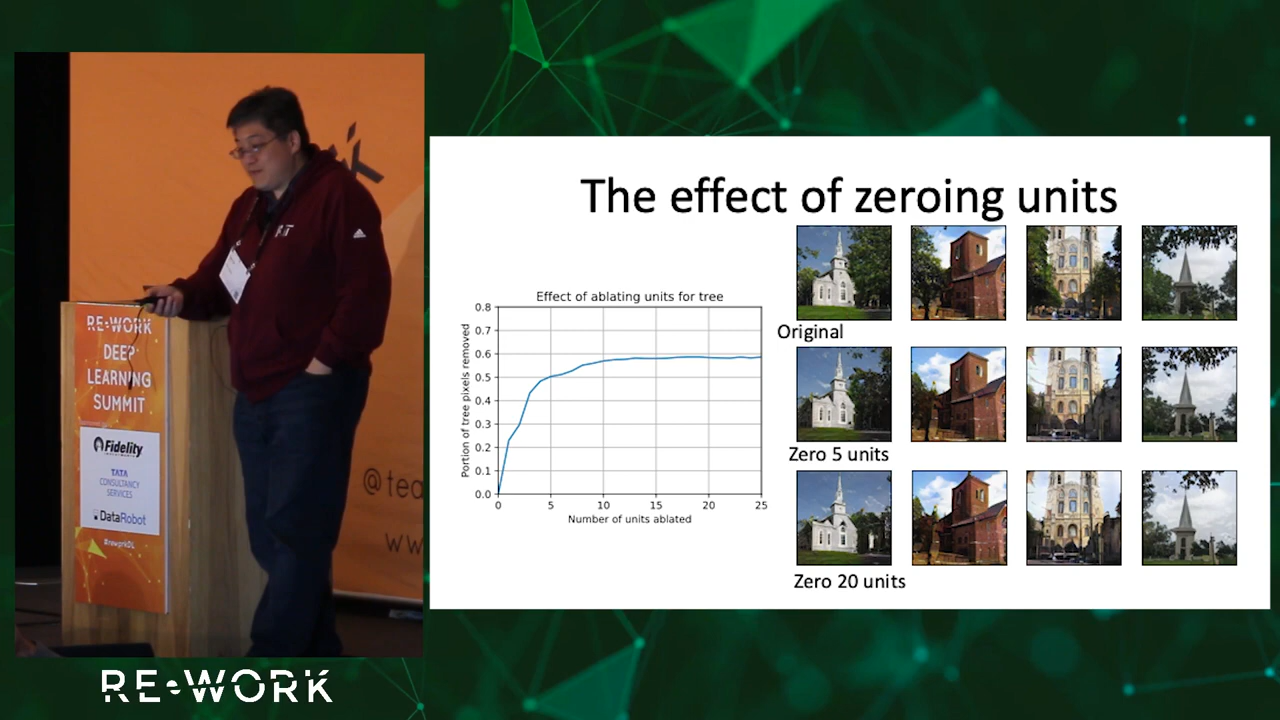 RE•WORK
DEEP
LEARNING
SUMMIT
Fidelity
INVESTMENTS
TATA
CONSULTANCY
SERVICES
DataRobot
#reworkDL
@tea
ww
RE•WORK
The effect of zeroing units
Effect of ablating units for tree
Portion of tree pixels removed
0.8
0.7
0.6
0.5
0.4
0.3
0.2
0.1
0.0
0
5
10
15
20
25
Number of units ablated
Original
Zero 5 units
Zero 20 units